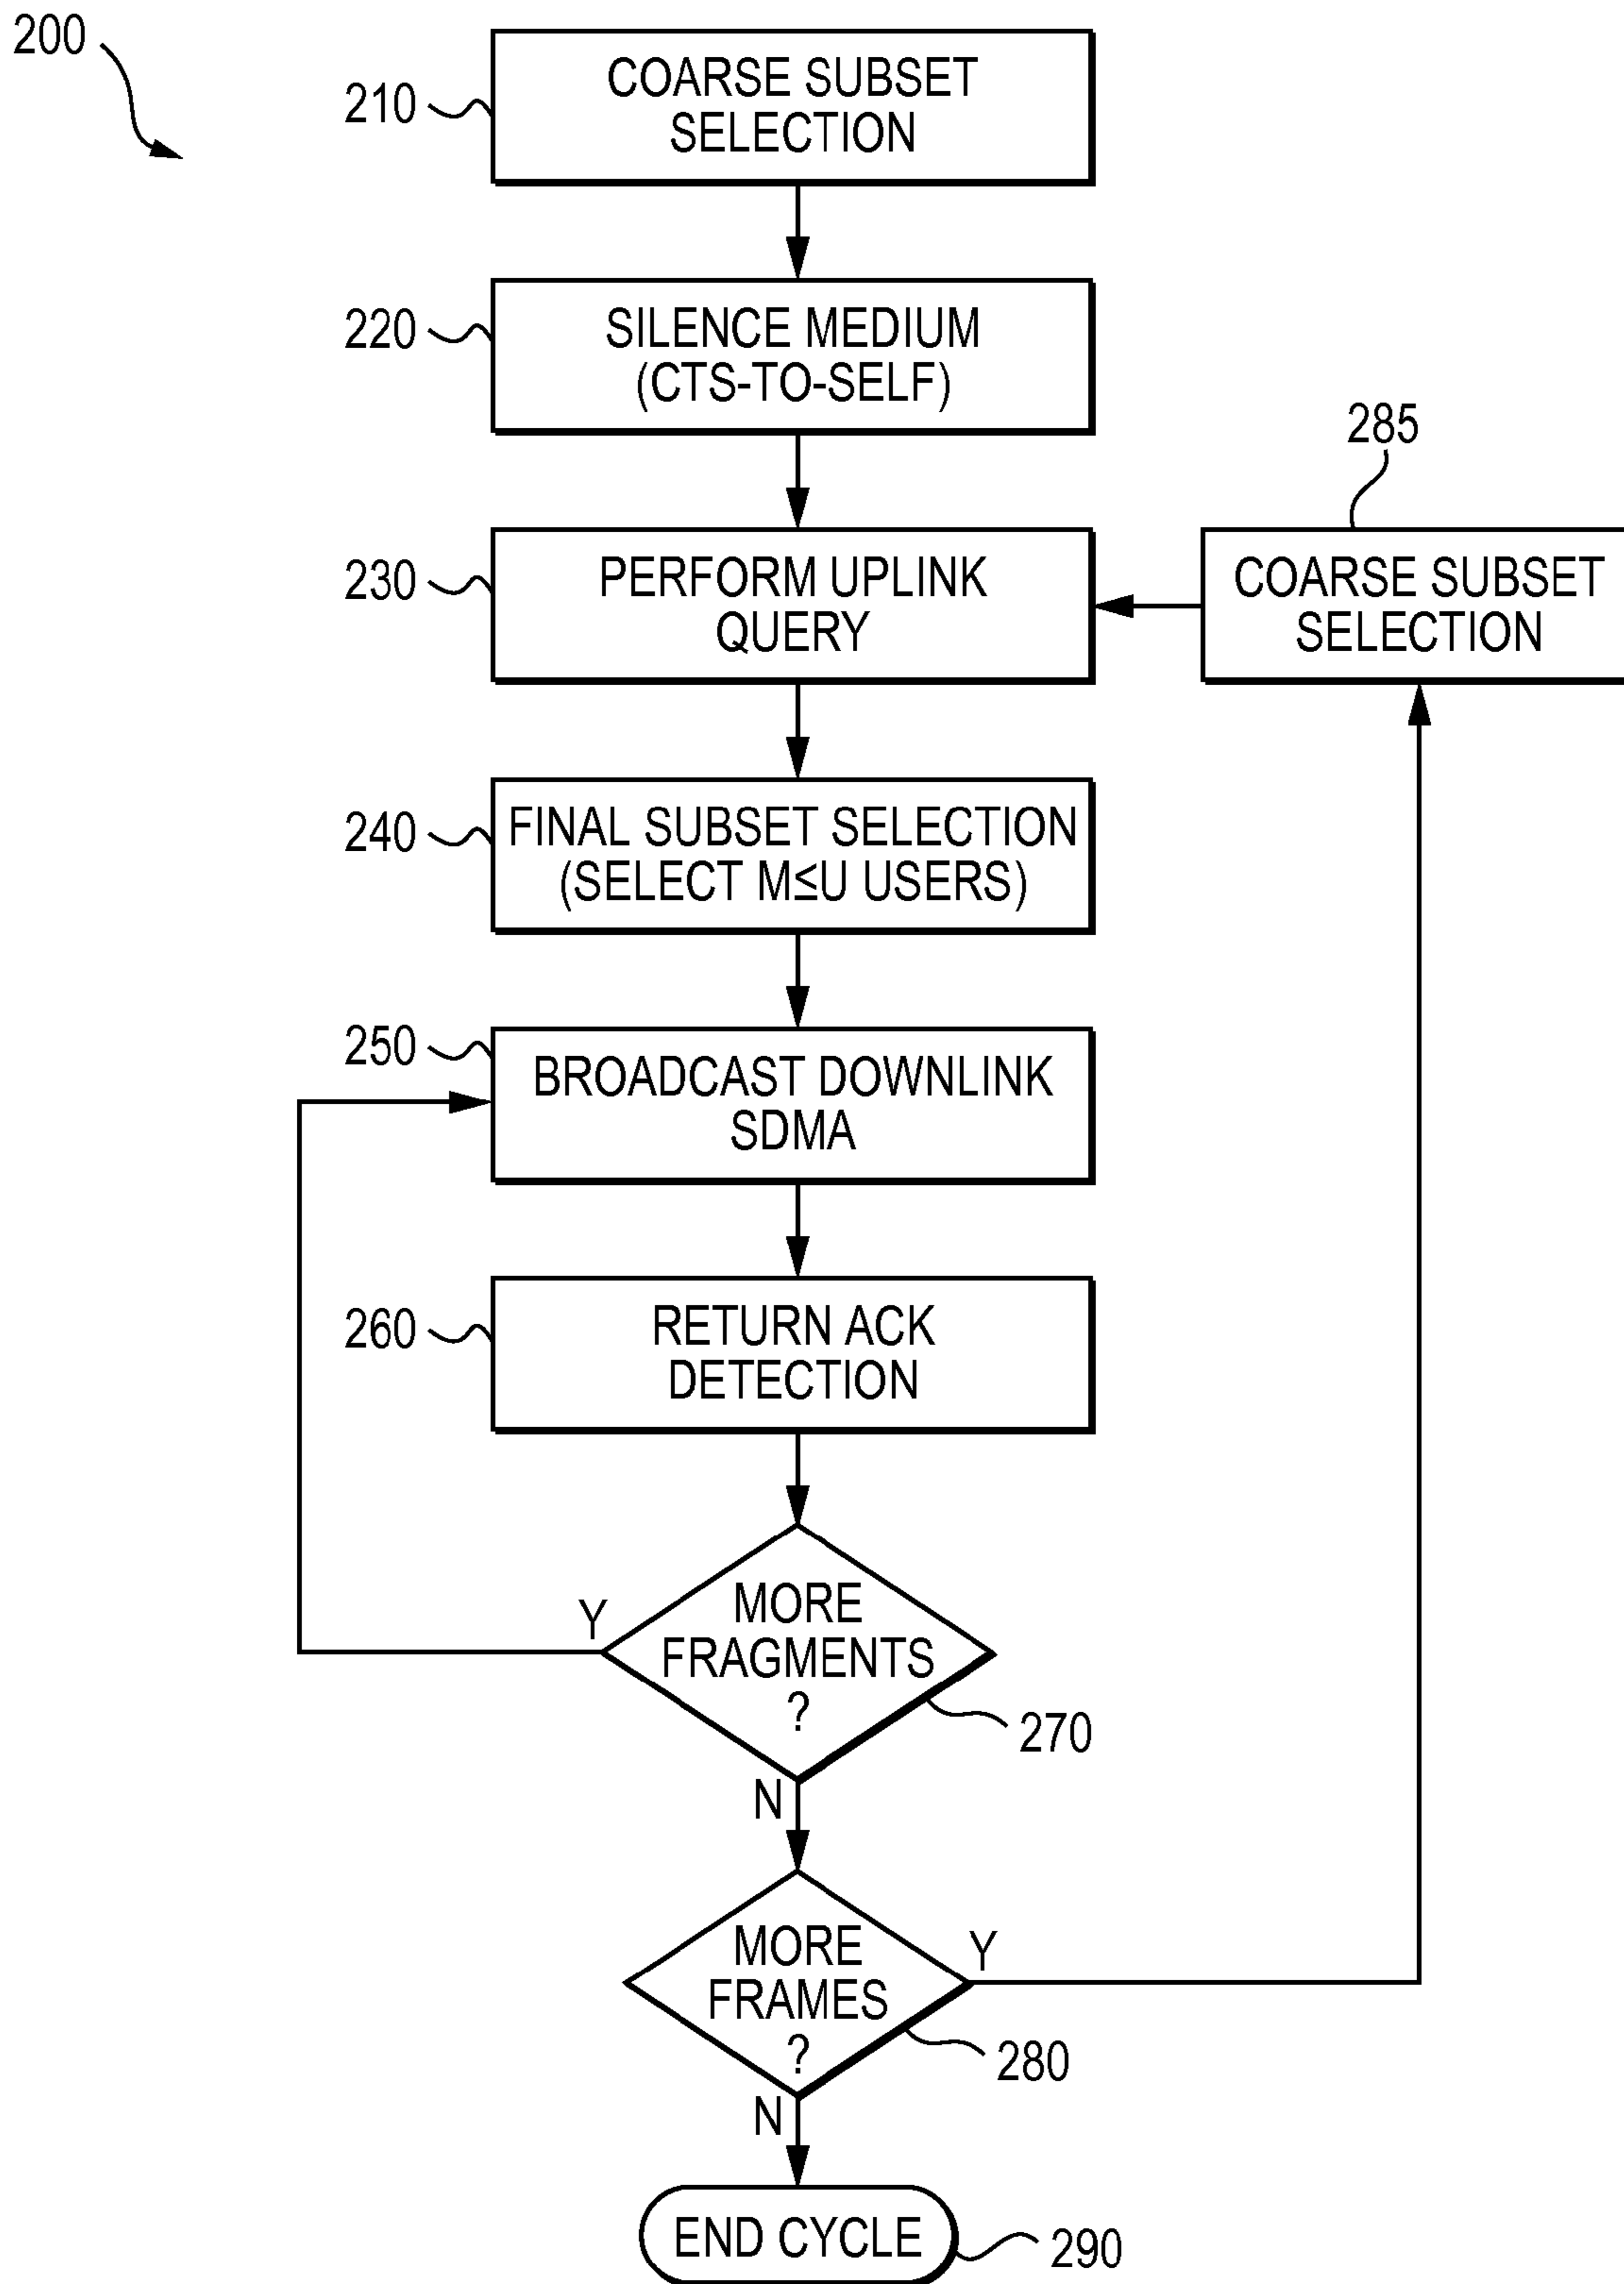 200
210
COARSE SUBSET
SELECTION
220
SILENCE MEDIUM
(CTS-TO-SELF)
285
230
PERFORM UPLINK
QUERY
COARSE SUBSET
SELECTION
240
FINAL SUBSET SELECTION
(SELECT M≤U USERS)
250
BROADCAST DOWNLINK
SDMA
260
RETURN ACK
DETECTION
Y
MORE
FRAGMENTS
?
270
N
MORE
FRAMES
?
Y
280
N
END CYCLE
290